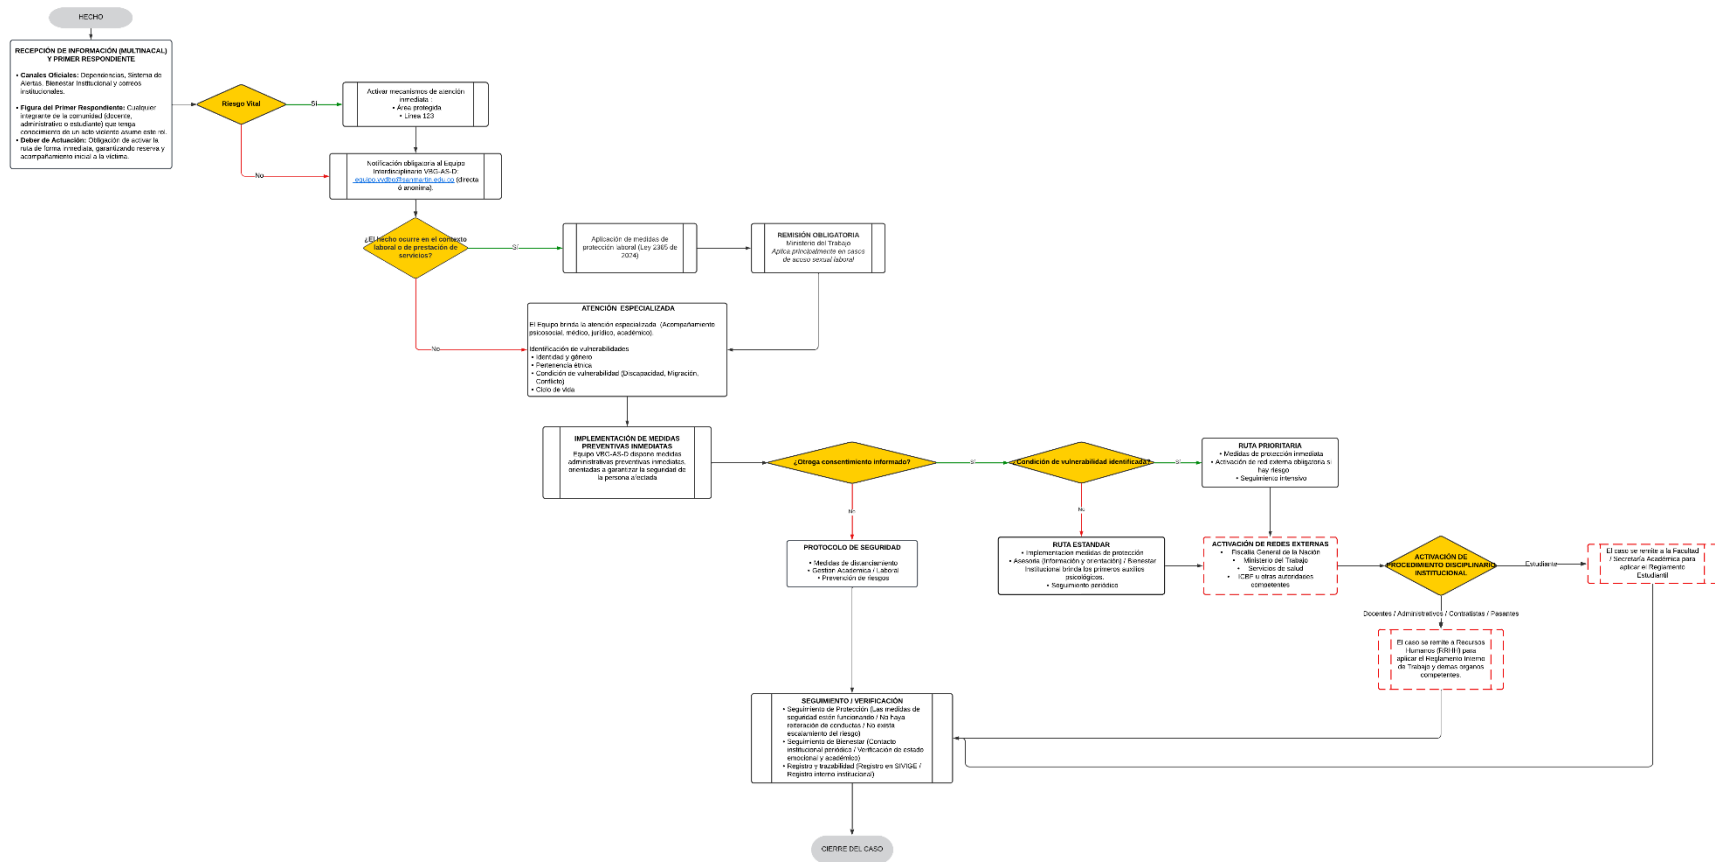 HECHO
RECEPCIÓN DE INFORMACIÓN (MULTINACAL)
Y PRIMER RESPONDIENTE
• Canales Oficiales: Dependencias, Sistema de
Alertas, Bienestar Institucional y correos
institucionales.
• Figura del Primer Respondiente: Cualquier
integrante de la comunidad (docente,
administrativo o estudiante) que tenga
conocimiento de un acto violento asume este rol.
• Deber de Actuación: Obligación de activar la
ruta de forma inmediata, garantizando reserva y
acompañamiento inicial a la víctima.
Riesgo Vital
Sí
No
Activar mecanismos de atención
inmediata :
• Área protegida
• Línea 123
Notificación obligatoria al Equipo
Interdisciplinario VBG-AS-D:
(directa
ó anonima).
¿El hecho ocurre en el contexto
laboral o de prestación de
servicios?
Sí
No
Aplicación de medidas de
protección laboral (Ley 2365 de
2024)
REMISIÓN OBLIGATORIA
Ministerio del Trabajo
Aplica principalmente en casos
de acoso sexual laboral
ATENCIÓN ESPECIALIZADA
El Equipo brinda la atención especializada (Acompañamiento
psicosocial, médico, jurídico, académico).
Identificación de vulnerabilidades
• Identidad y género
• Pertenencia étnica
• Condición de vulnerabilidad (Discapacidad, Migración,
Conflicto)
• Ciclo de vida
IMPLEMENTACIÓN DE MEDIDAS
PREVENTIVAS INMEDIATAS
Equipo VBG-AS-D dispone medidas
administrativas preventivas inmediatas,
orientadas a garantizar la seguridad de
la persona afectada
¿Otroga consentimiento informado?
Sí
No
¿Condición de vulnerabilidad identificada?
Sí
No
RUTA PRIORITARIA
• Medidas de protección inmediata
• Activación de red externa obligatoria si
hay riesgo
• Seguimiento intensivo
PROTOCOLO DE SEGURIDAD
• Medidas de distanciamiento
• Gestión Académica / Laboral
• Prevención de riesgos
RUTA ESTANDAR
• Implementacion medidas de protección
• Asesoría (Información y orientación) / Bienestar
Institucional brinda los primeros auxilios
psicológicos.
• Seguimiento periódico
ACTIVACIÓN DE REDES EXTERNAS
• Fiscalía General de la Nación
• Ministerio del Trabajo
• Servicios de salud
• ICBF u otras autoridades
competentes
ACTIVACIÓN DE
PROCEDIMIENTO DISCIPLINARIO
INSTITUCIONAL
Estudiante
El caso se remite a la Facultad
/ Secretaría Académica para
aplicar el Reglamento
Estudiantil
Docentes / Administrativos / Contratistas / Pasantes
El caso se remite a Recursos
Humanos (RRHH) para
aplicar el Reglamento Interno
de Trabajo y demas organos
competentes.
SEGUIMIENTO / VERIFICACIÓN
• Seguimiento de Protección (Las medidas de
seguridad estén funcionando / No haya
reiteración de conductas / No exista
escalamiento del riesgo)
• Seguimiento de Bienestar (Contacto
institucional periódico / Verificación de estado
emocional y académico)
• Registro y trazabilidad (Registro en SIVIGE /
Registro interno institucional)
CIERRE DEL CASO